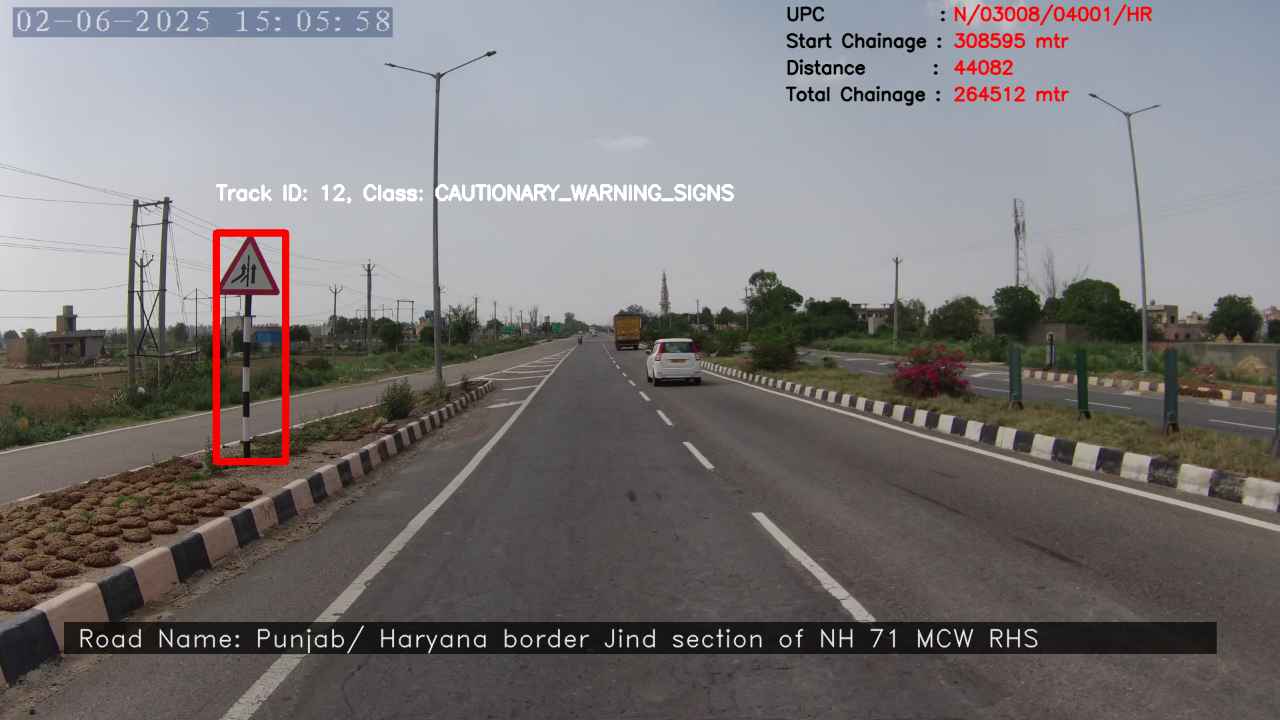 02-06-2025 15:05:58
UPC : N/03008/04001/HR
Start Chainage : 308595 mtr
Distance : 44082
Total Chainage : 264512 mtr
Track ID: 12, Class: CAUTIONARY_WARNING_SIGNS
Road Name: Punjab/ Haryana border Jind section of NH 71 MCW RHS